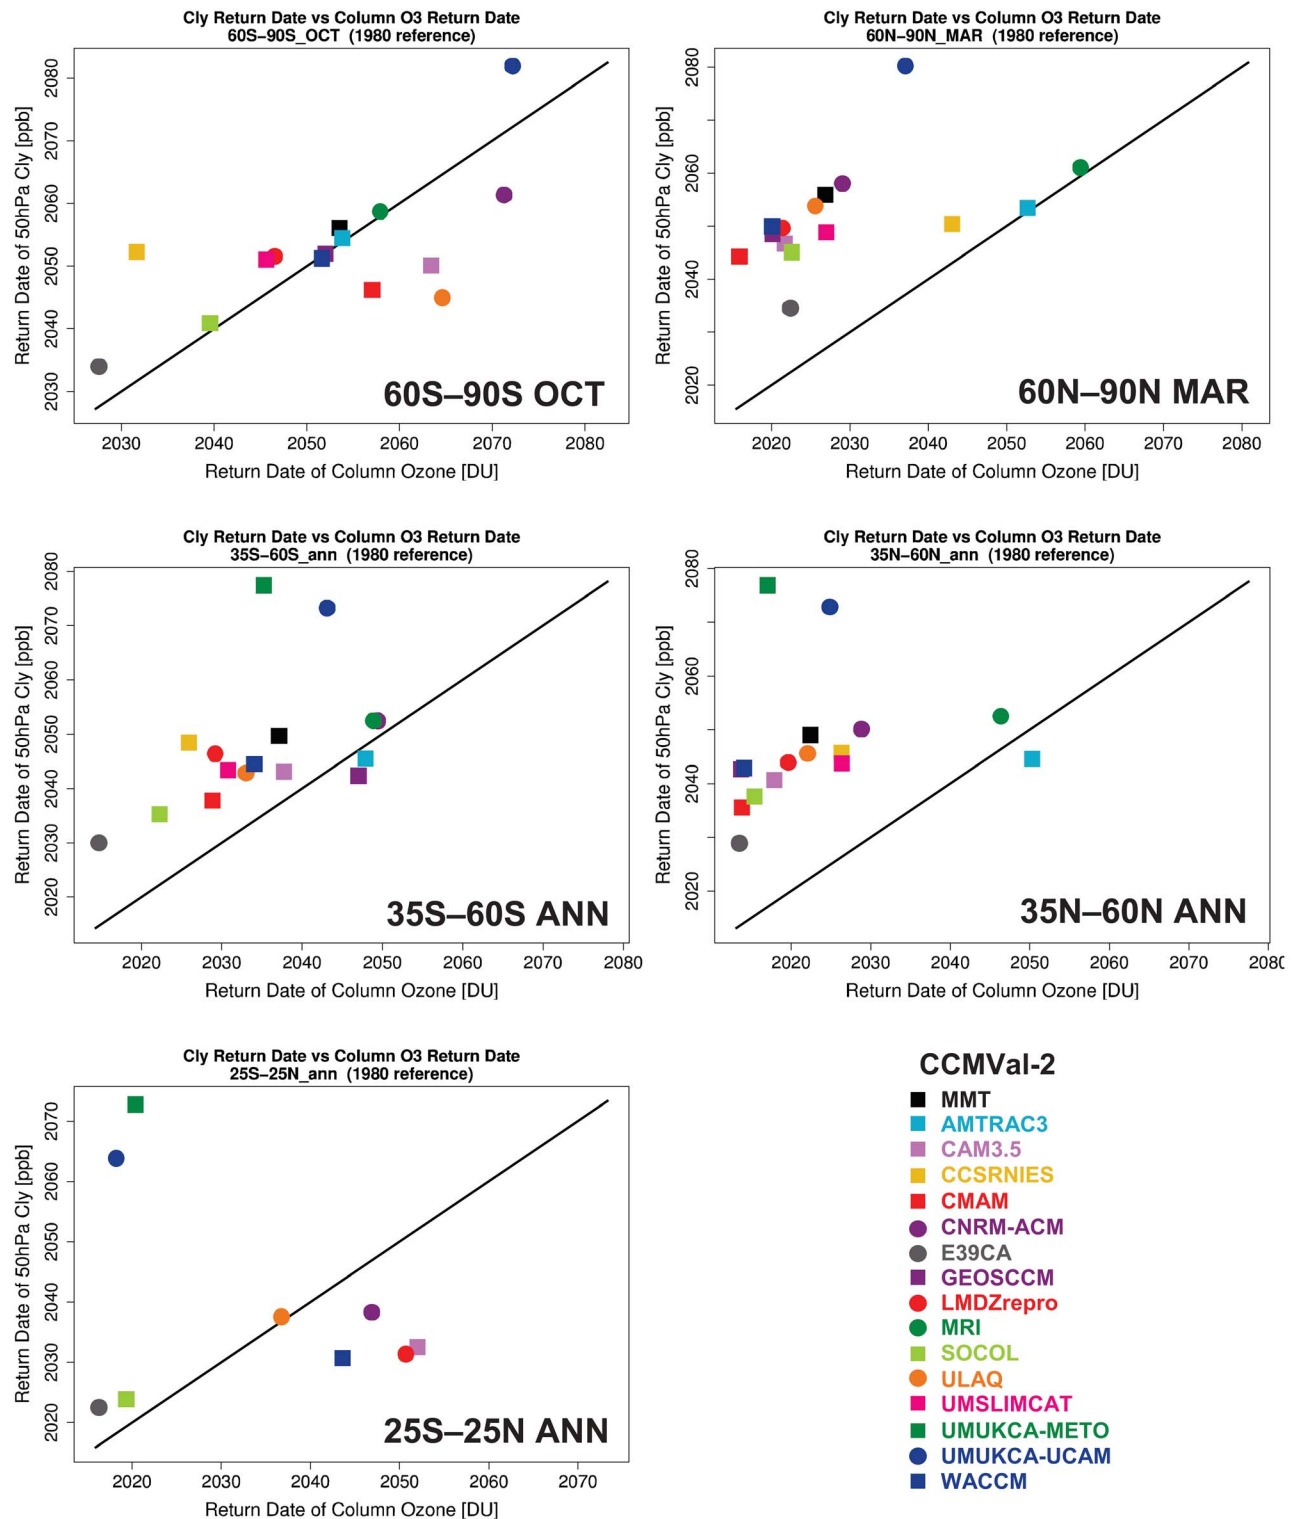 Cly Return Date vs Column O3 Return Date
60S–90S_OCT (1980 reference)
Return Date of 50hPa Cly [ppb]
2080
2070
2060
2050
2040
2030
60S–90S OCT
2030 2040 2050 2060 2070 2080
Return Date of Column Ozone [DU]
Cly Return Date vs Column O3 Return Date
60N–90N_MAR (1980 reference)
Return Date of 50hPa Cly [ppb]
2080
2060
2040
2020
60N–90N MAR
2020 2030 2040 2050 2060 2070 2080
Return Date of Column Ozone [DU]
Cly Return Date vs Column O3 Return Date
35S–60S_ann (1980 reference)
Return Date of 50hPa Cly [ppb]
2080
2070
2060
2050
2040
2030
2020
35S–60S ANN
2020 2030 2040 2050 2060 2070 2080
Return Date of Column Ozone [DU]
Cly Return Date vs Column O3 Return Date
35N–60N_ann (1980 reference)
Return Date of 50hPa Cly [ppb]
2080
2060
2040
2020
35N–60N ANN
2020 2030 2040 2050 2060 2070 2080
Return Date of Column Ozone [DU]
Cly Return Date vs Column O3 Return Date
25S–25N_ann (1980 reference)
Return Date of 50hPa Cly [ppb]
2070
2060
2050
2040
2030
2020
25S–25N ANN
2020 2030 2040 2050 2060 2070
Return Date of Column Ozone [DU]
CCMVal-2
MMT
AMTRAC3
CAM3.5
CCSRNIES
CMAM
CNRM-ACM
E39CA
GEOSCCM
LMDZrepro
MRI
SOCOL
ULAQ
UMSLIMCAT
UMUKCA-METO
UMUKCA-UCAM
WACCM